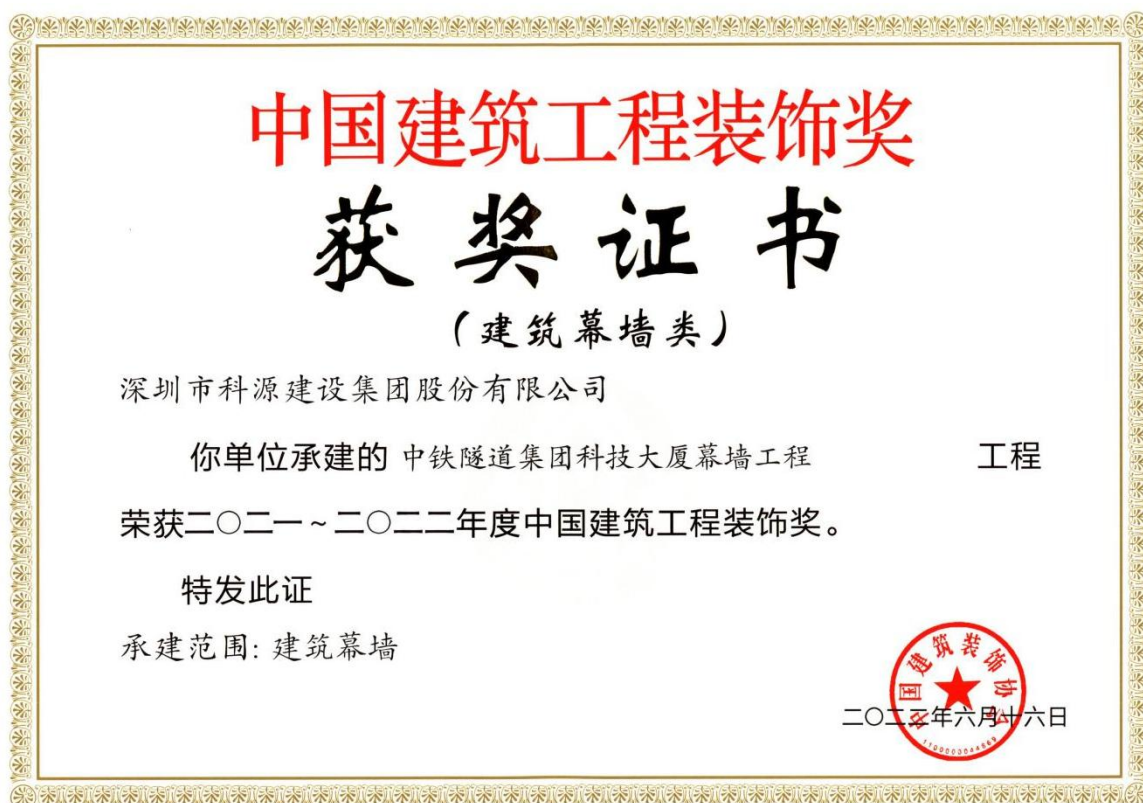 中国建筑工程装饰奖
获奖证书
（建筑幕墙类）
深圳市科源建设集团股份有限公司
你单位承建的 中铁隧道集团科技大厦幕墙工程 工程
荣获二〇二一～二〇二二年度中国建筑工程装饰奖。
特发此证
承建范围: 建筑幕墙
中国建筑装饰协会
二〇二三年六月十六日
1100000044869